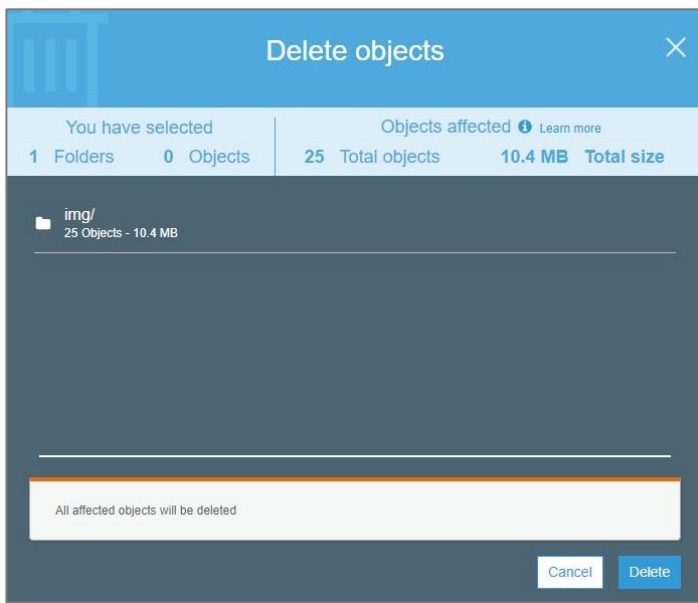 Delete objects
You have selected
1 Folders 0 Objects
Objects affected Learn more
25 Total objects 10.4 MB Total size
img/
25 Objects - 10.4 MB
All affected objects will be deleted
Cancel Delete